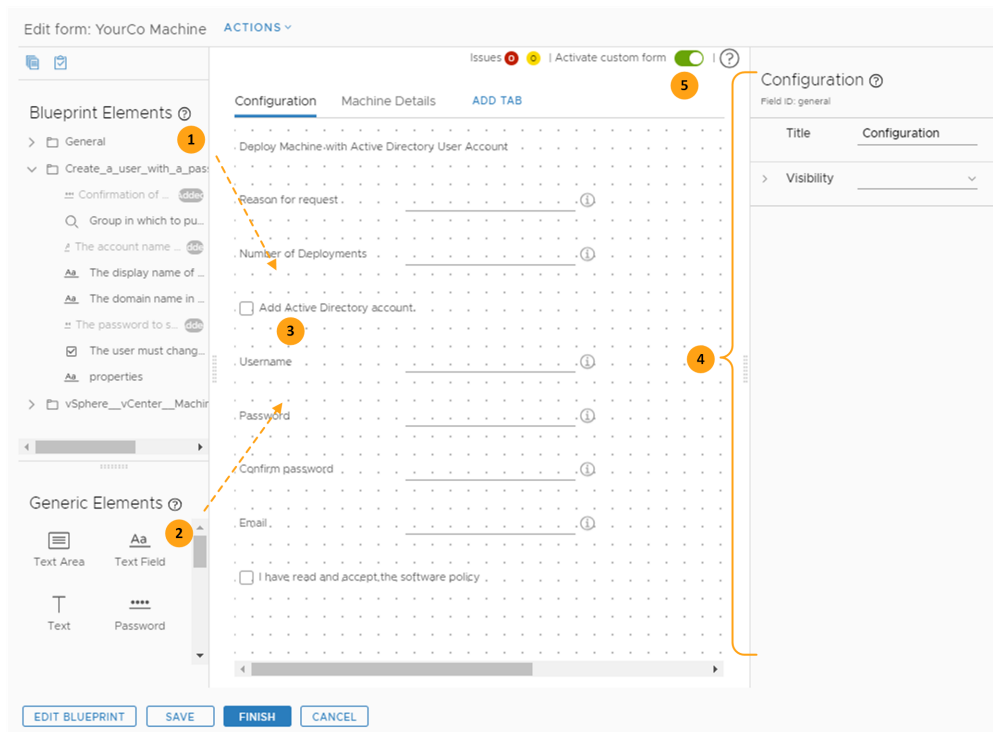 Edit form: YourCo Machine ACTIONS
Issues 0 0 | Activate custom form | ?
5
Blueprint Elements ?
1
General
Create_a_user_with_a_pas
Confirmation of ... added
Group in which to pu...
The account name ... dde
The display name of ...
The domain name in ...
The password to s... adde
The user must chang...
properties
vSphere__vCenter__Machin
Generic Elements ?
2
Text Area
Aa Text Field
Text
Password
Configuration Machine Details ADD TAB
Deploy Machine with Active Directory User Account
Reason for request
Number of Deployments
Add Active Directory account.
3
Username
Password
Confirm password
Email
I have read and accept the software policy
4
Configuration ?
Field ID: general
Title Configuration
Visibility
EDIT BLUEPRINT SAVE FINISH CANCEL